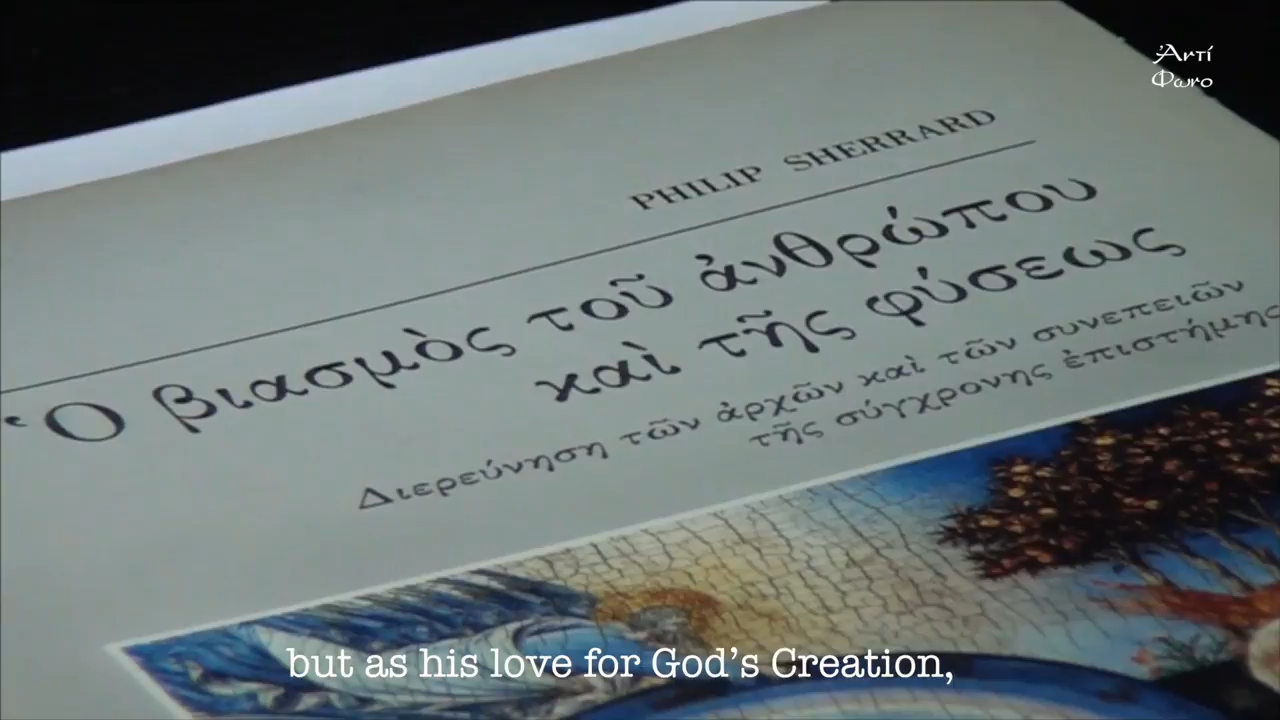 Ἀrτί
Φωτο
PHILIP SHERRARD
Ὁ βιασμὸς τοῦ ἀνθρώπου
καὶ τῆς φύσεως
Διερεύνηση τῶν ἀρχῶν καὶ τῶν συνεπειῶν
τῆς σύγχρονης ἐπιστήμης
but as his love for God’s Creation,